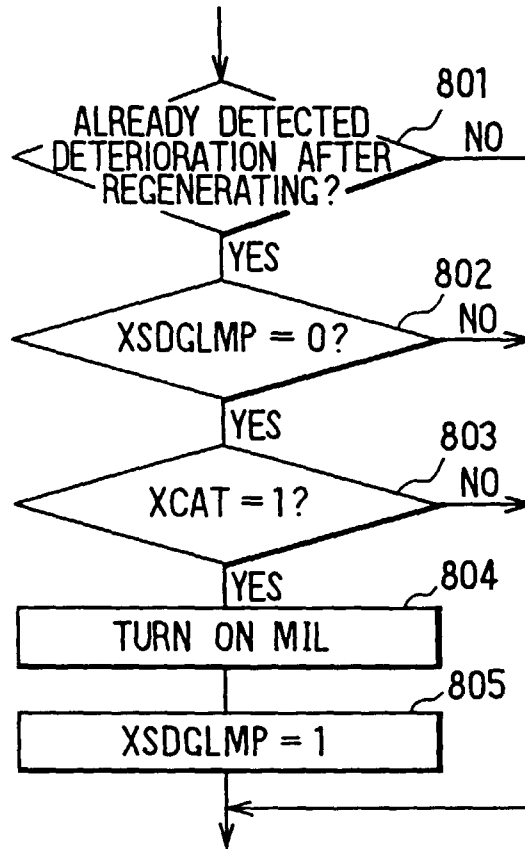 801
ALREADY DETECTED
DETERIORATION AFTER
REGENERATING?
NO
YES
802
XSDGLMP = 0?
NO
YES
803
XCAT = 1?
NO
YES
804
TURN ON MIL
805
XSDGLMP = 1